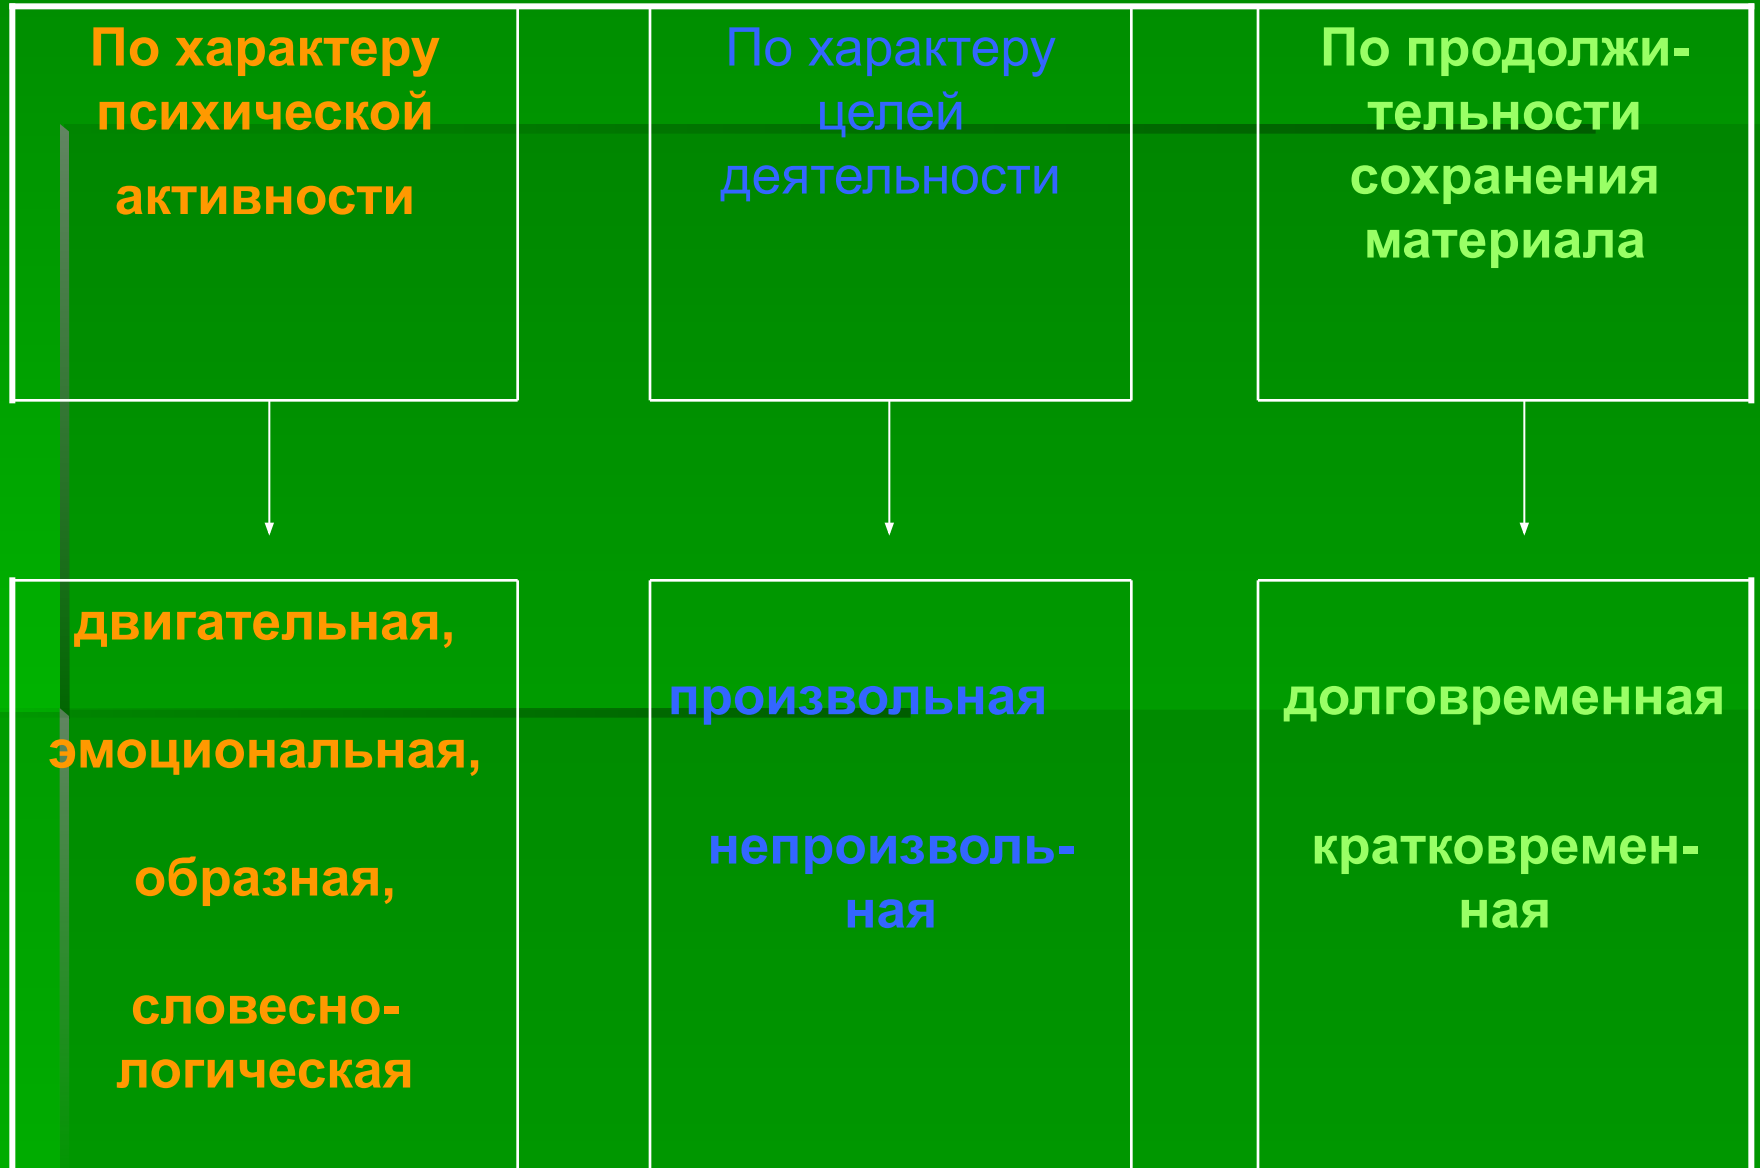 По характеру
психической
активности
По характеру
целей
деятельности
По продолжи-
тельности
сохранения
материала
двигательная,
эмоциональная,
образная,
словесно-
логическая
произвольная
непроизволь-
ная
долговременная
кратковремен-
ная